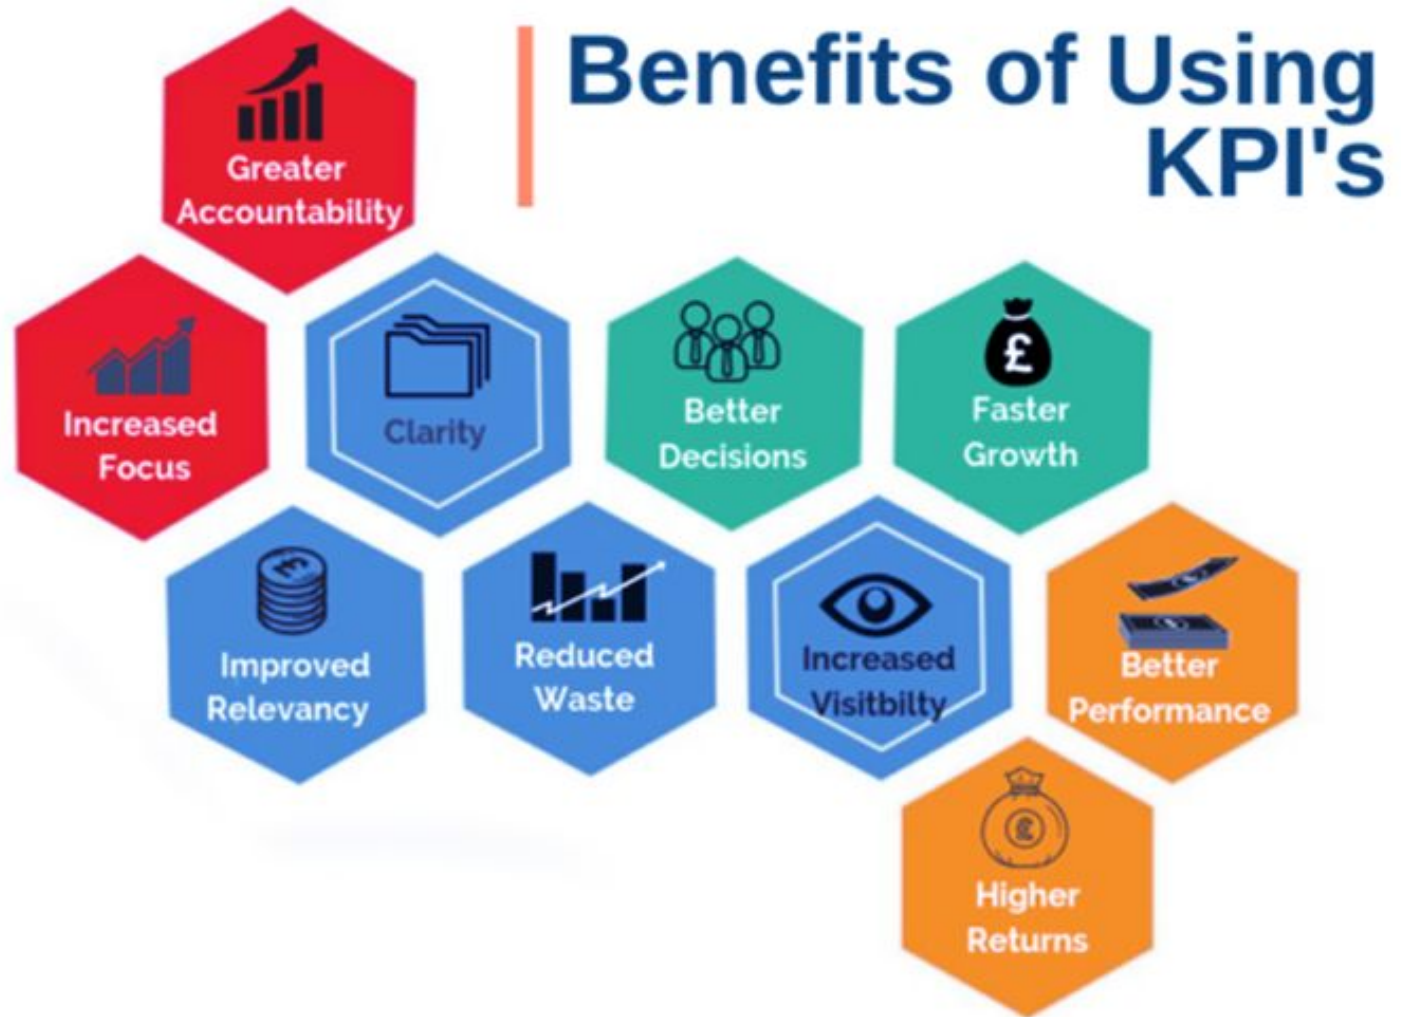 Benefits of Using
KPI's
Greater
Accountability
Increased
Focus
Clarity
Better
Decisions
£
Faster
Growth
Improved
Relevancy
Reduced
Waste
Increased
Visitbilty
Better
Performance
£
Higher
Returns